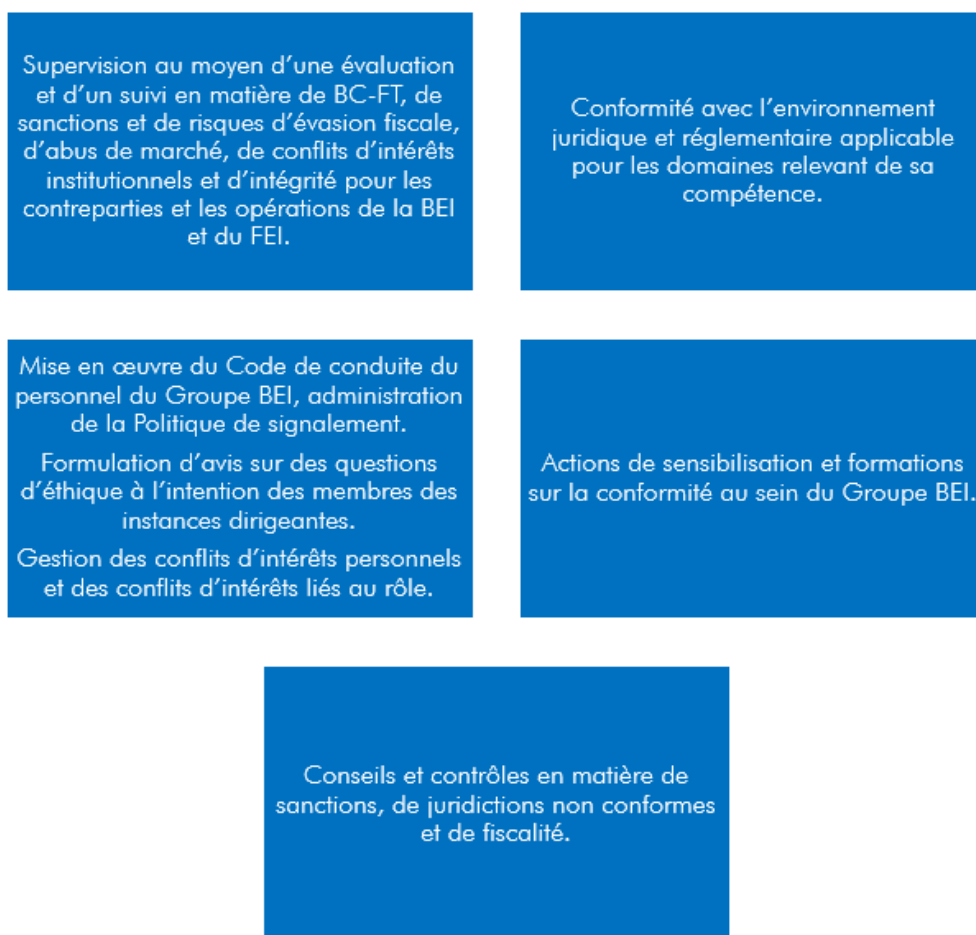 Supervision au moyen d'une évaluation
et d'un suivi en matière de BC-FT, de
sanctions et de risques d'évasion fiscale,
d'abus de marché, de conflits d'intérêts
institutionnels et d'intégrité pour les
contreparties et les opérations de la BEI
et du FEI.
Conformité avec l'environnement
juridique et réglementaire applicable
pour les domaines relevant de sa
compétence.
Mise en œuvre du Code de conduite du
personnel du Groupe BEI, administration
de la Politique de signalement.
Formulation d'avis sur des questions
d'éthique à l'intention des membres des
instances dirigeantes.
Gestion des conflits d'intérêts personnels
et des conflits d'intérêts liés au rôle.
Actions de sensibilisation et formations
sur la conformité au sein du Groupe BEI.
Conseils et contrôles en matière de
sanctions, de juridictions non conformes
et de fiscalité.